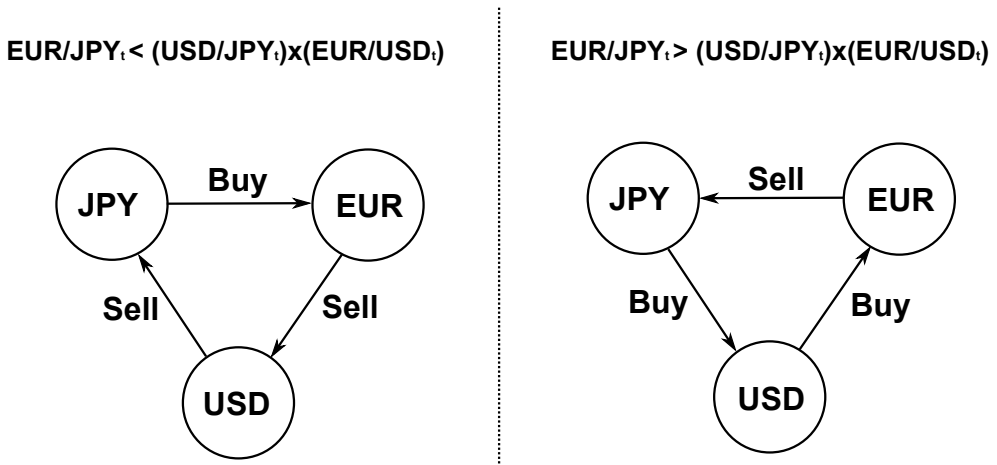 EUR/JPYt < (USD/JPYt)x(EUR/USDt)
JPY
Buy
EUR
Sell
Sell
USD
EUR/JPYt > (USD/JPYt)x(EUR/USDt)
JPY
Sell
EUR
Buy
Buy
USD